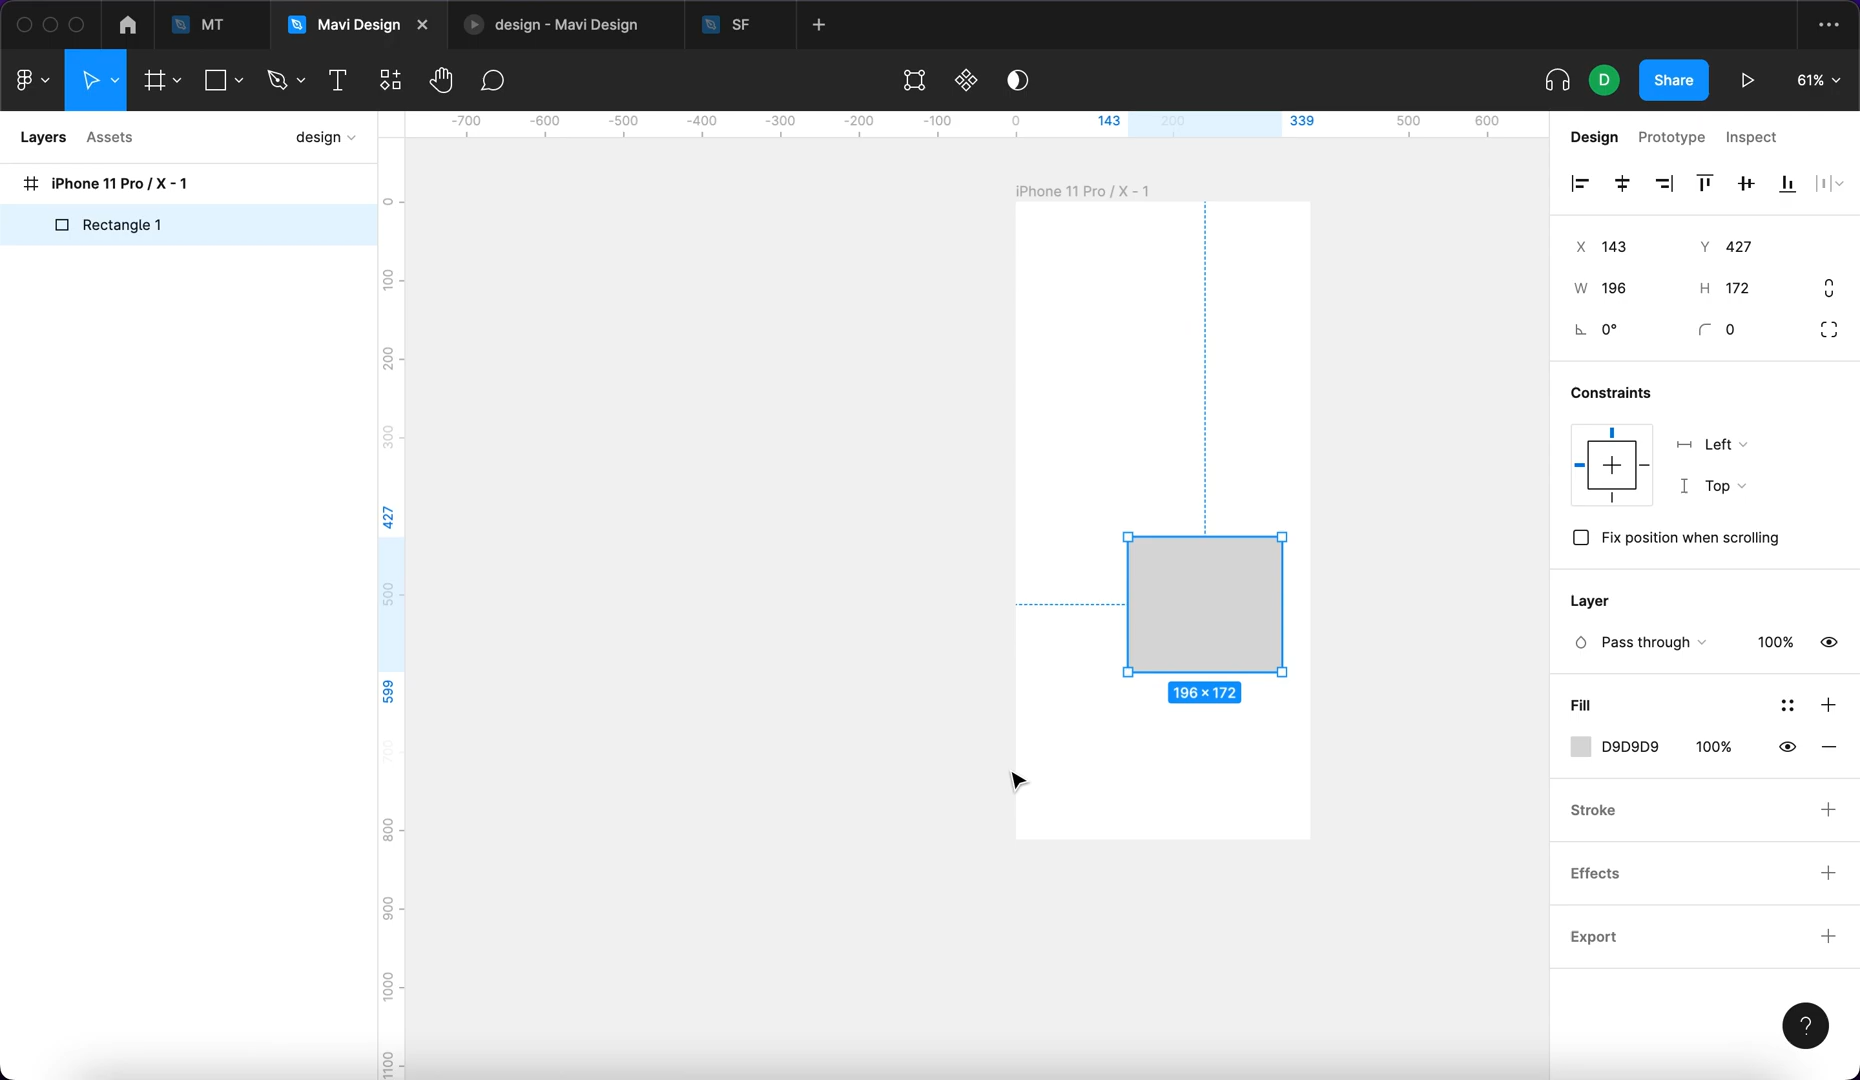 MT
Mavi Design
design - Mavi Design
SF
D
Share
61%
Layers
Assets
design
-700
-600
-500
-400
-300
-200
-100
0
143
200
339
500
600
Design
Prototype
Inspect
iPhone 11 Pro / X - 1
Rectangle 1
iPhone 11 Pro / X - 1
0
100
200
300
427
500
599
700
800
900
1000
1100
196 × 172
X 143
Y 427
W 196
H 172
0°
0
Constraints
Left
Top
Fix position when scrolling
Layer
Pass through
100%
Fill
D9D9D9
100%
Stroke
Effects
Export
?